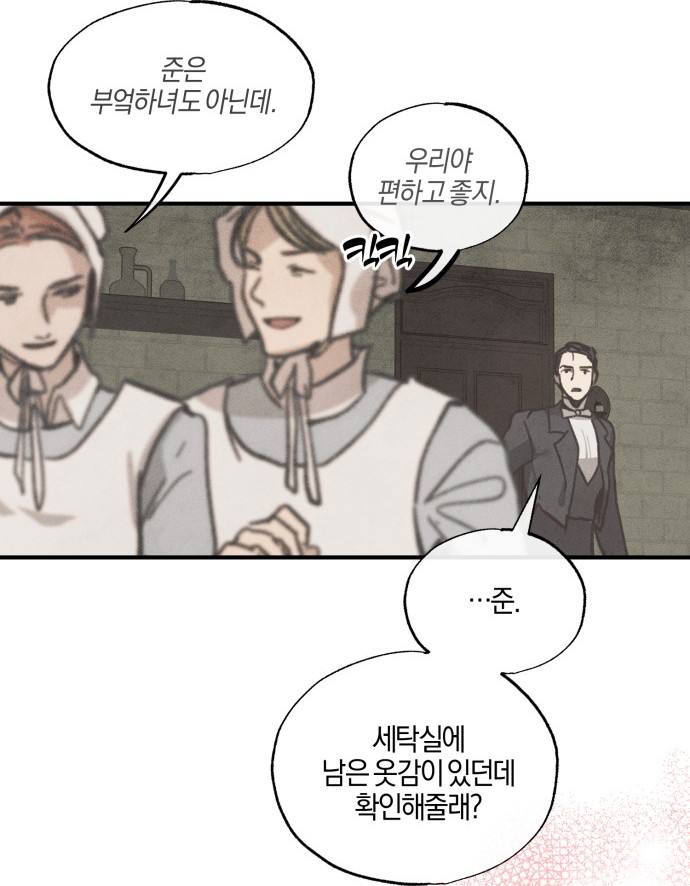 준은
부엌하녀도 아닌데.
우리야
편하고 좋지.
킥킥
…준.
세탁실에
남은 옷감이 있던데
확인해줄래?